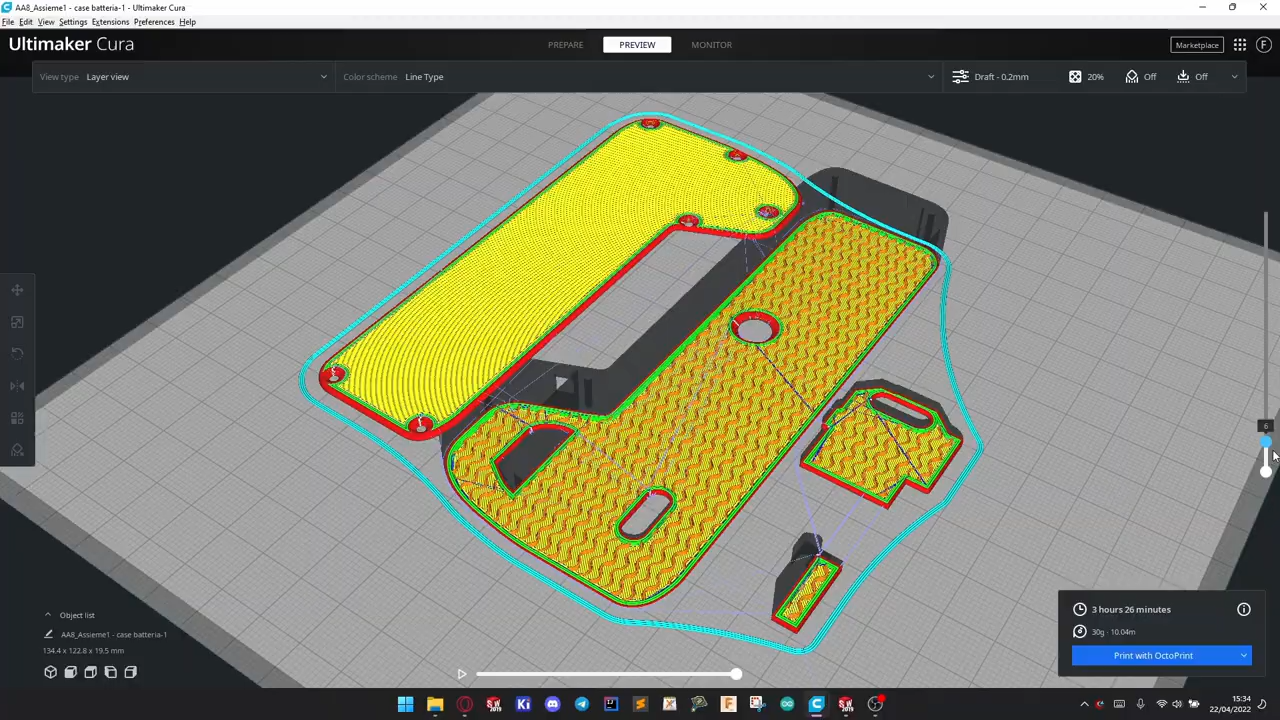 AA8_Assieme1 - case batteria-1 - Ultimaker Cura
File Edit View Settings Extensions Preferences Help
Ultimaker Cura
PREPARE PREVIEW MONITOR
Marketplace
F
View type Layer view
Color scheme Line Type
Draft - 0.2mm 20% Off Off
6
Object list
AA8_Assieme1 - case batteria-1
134.4 x 122.8 x 19.5 mm
3 hours 26 minutes
30g · 10.04m
Print with OctoPrint
15:34
22/04/2022